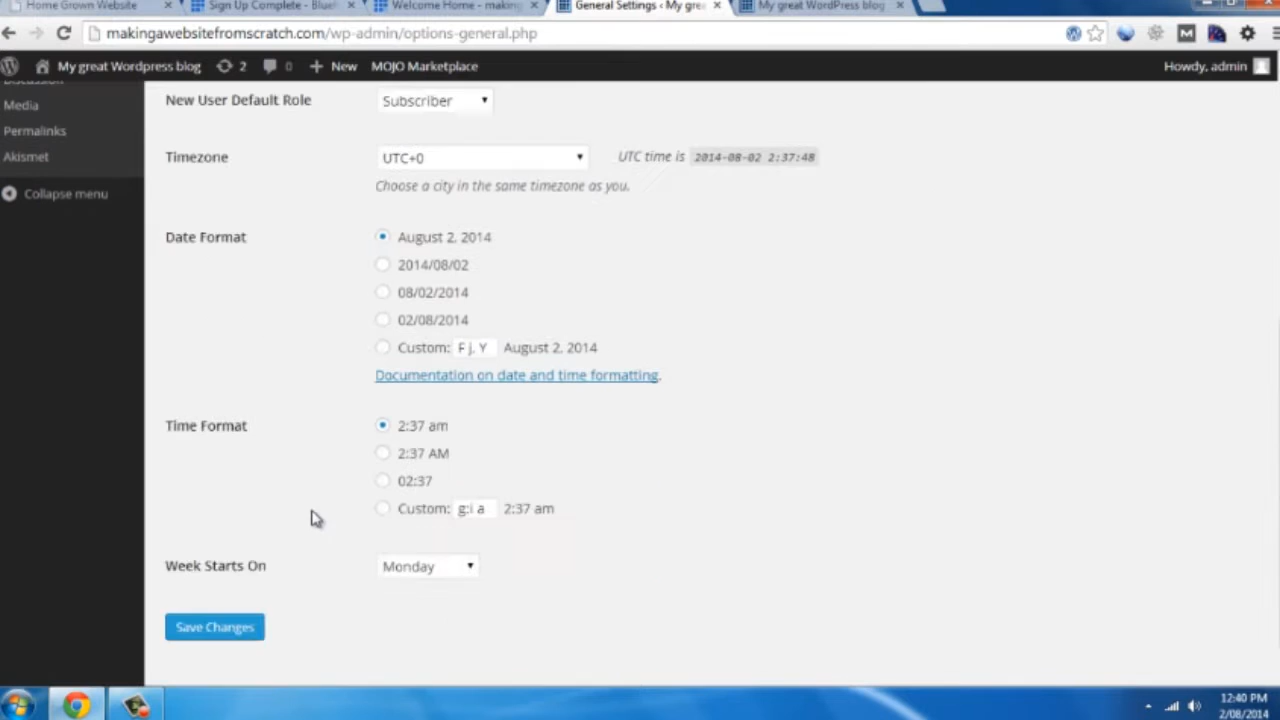 Home Grown Website
Sign Up Complete - Blueh
Welcome Home - making
General Settings ‹ My grea
My great WordPress blog
makingawebsitefromscratch.com/wp-admin/options-general.php
My great Wordpress blog 2 0 + New MOJO Marketplace Howdy, admin
Discussion
Media
Permalinks
Akismet
Collapse menu
New User Default Role Subscriber
Timezone UTC+0 UTC time is 2014-08-02 2:37:48
Choose a city in the same timezone as you.
Date Format August 2, 2014
2014/08/02
08/02/2014
02/08/2014
Custom: F j, Y August 2, 2014
Documentation on date and time formatting.
Time Format 2:37 am
2:37 AM
02:37
Custom: g:i a 2:37 am
Week Starts On Monday
Save Changes
12:40 PM
2/08/2014